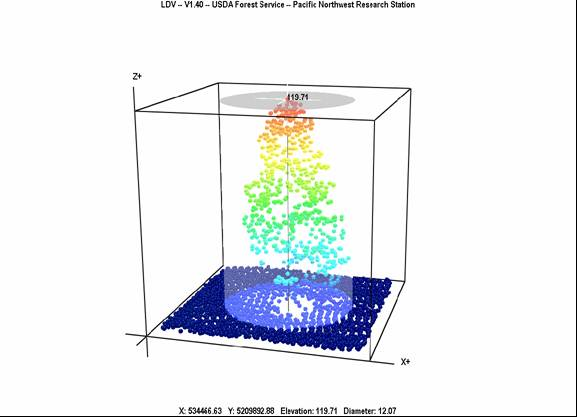 LDV -- V1.40 -- USDA Forest Service -- Pacific Northwest Research Station
Z+
119.71
X+
X: 534466.63 Y: 5209892.88 Elevation: 119.71 Diameter: 12.07